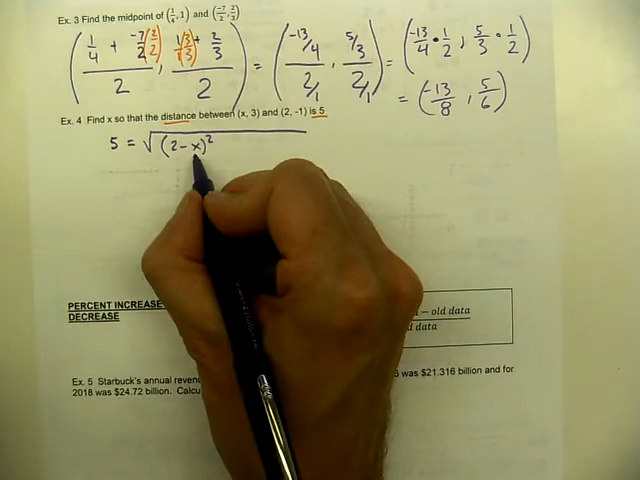 Ex. 3 Find the midpoint of (1/4, 1) and (-7/2, 2/3)
((1/4 + -7/2(2/2))/2, (1(3/3) + 2/3)/2) = ((-13/4)/(2/1), (5/3)/(2/1)) = (-13/4 • 1/2, 5/3 • 1/2)
= (-13/8, 5/6)
Ex. 4 Find x so that the distance between (x, 3) and (2, -1) is 5
5 = √(2-x)²
PERCENT INCREASE
DECREASE
– old data
data
Ex. 5 Starbuck's annual was $21.316 billion and for
2018 was $24.72 billion.